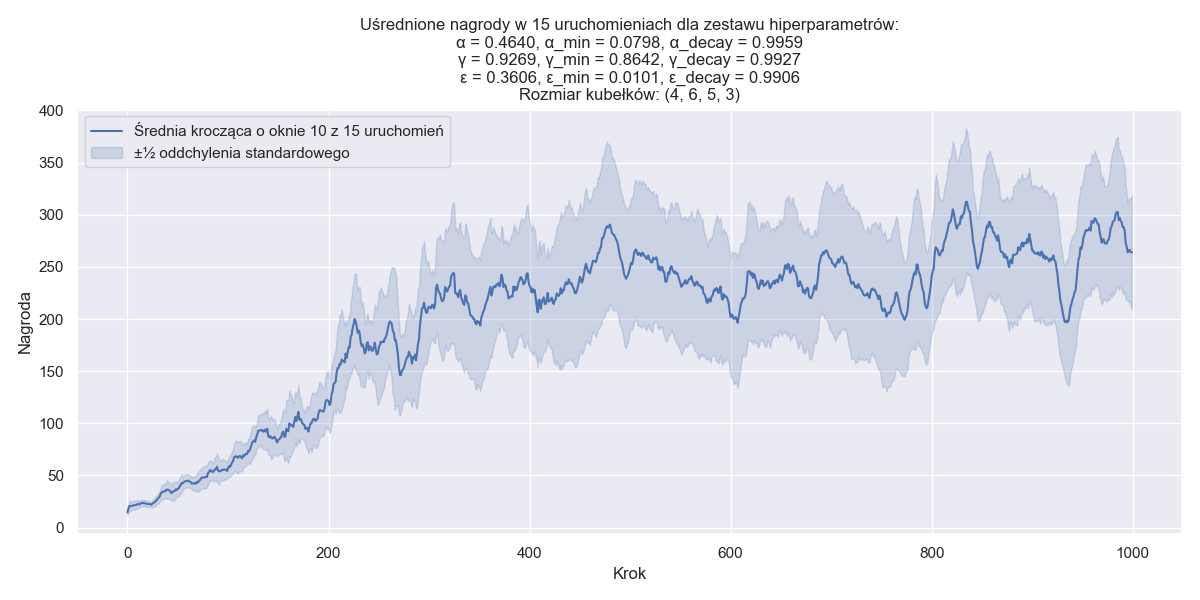 Uśrednione nagrody w 15 uruchomieniach dla zestawu hiperparametrów:
α = 0.4640, α_min = 0.0798, α_decay = 0.9959
γ = 0.9269, γ_min = 0.8642, γ_decay = 0.9927
ε = 0.3606, ε_min = 0.0101, ε_decay = 0.9906
Rozmiar kubełków: (4, 6, 5, 3)
Średnia krocząca o oknie 10 z 15 uruchomień
±½ oddchylenia standardowego
400
350
300
250
200
150
100
50
0
Nagroda
0 200 400 600 800 1000
Krok